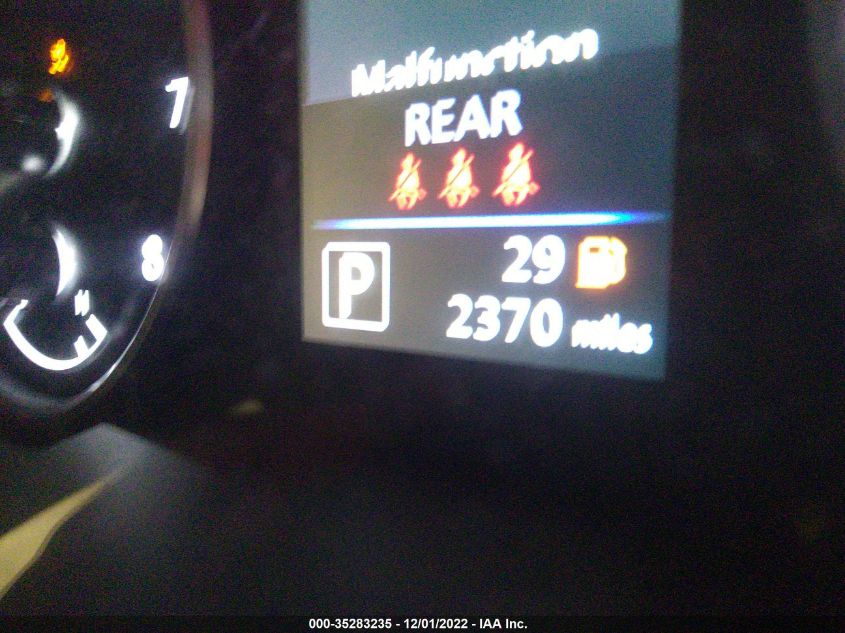 Malfunction
REAR
7
8
P
29
2370 miles
000-35283235 - 12/01/2022 - IAA Inc.